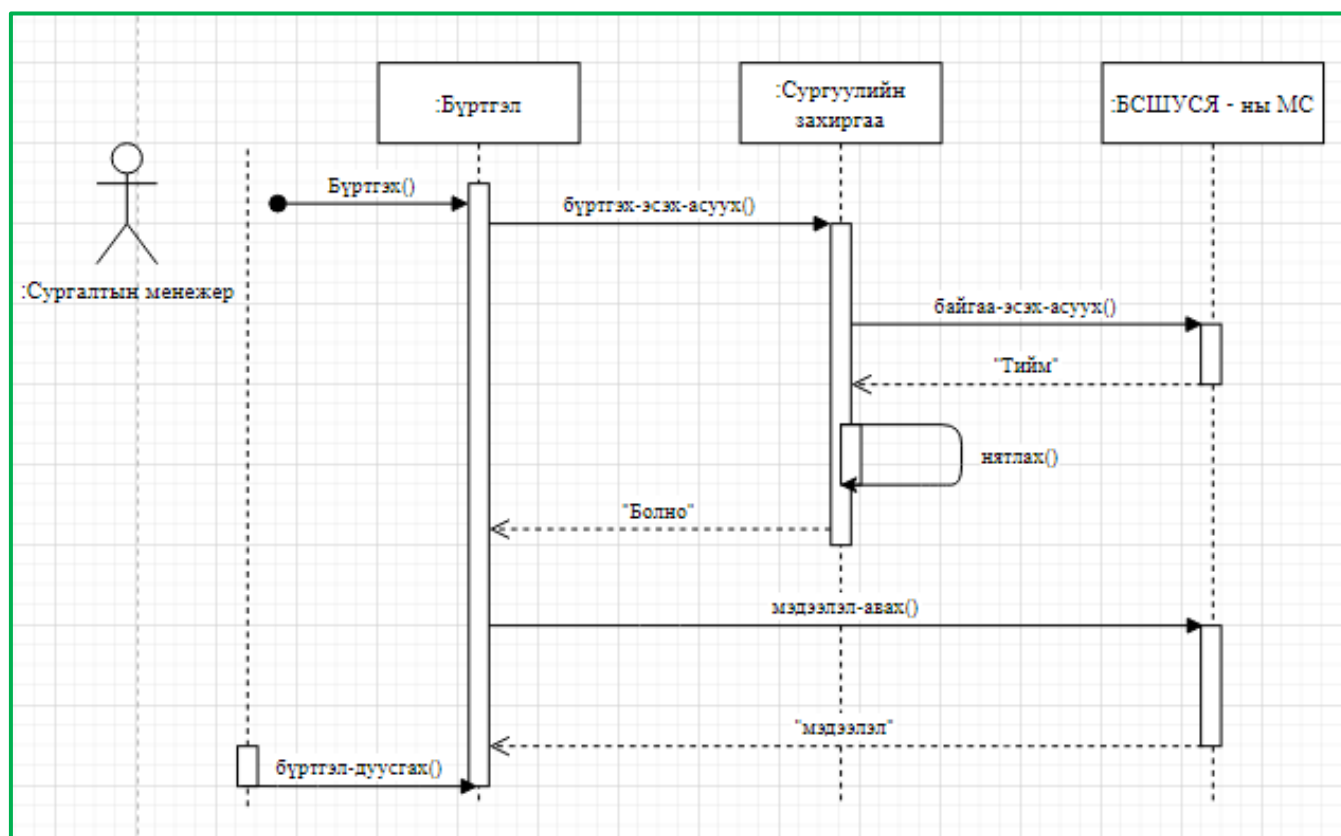 :Бүртгэл
:Сургуулийн
захиргаа
:БСШУСЯ - ны МС
Бүртгэх()
бүртгэх-эсэх-асуух()
:Сургалтын менежер
байгаа-эсэх-асуух()
"Тийм"
нятлах()
"Болно"
мэдээлэл-авах()
"мэдээлэл"
бүртгэл-дуусгах()